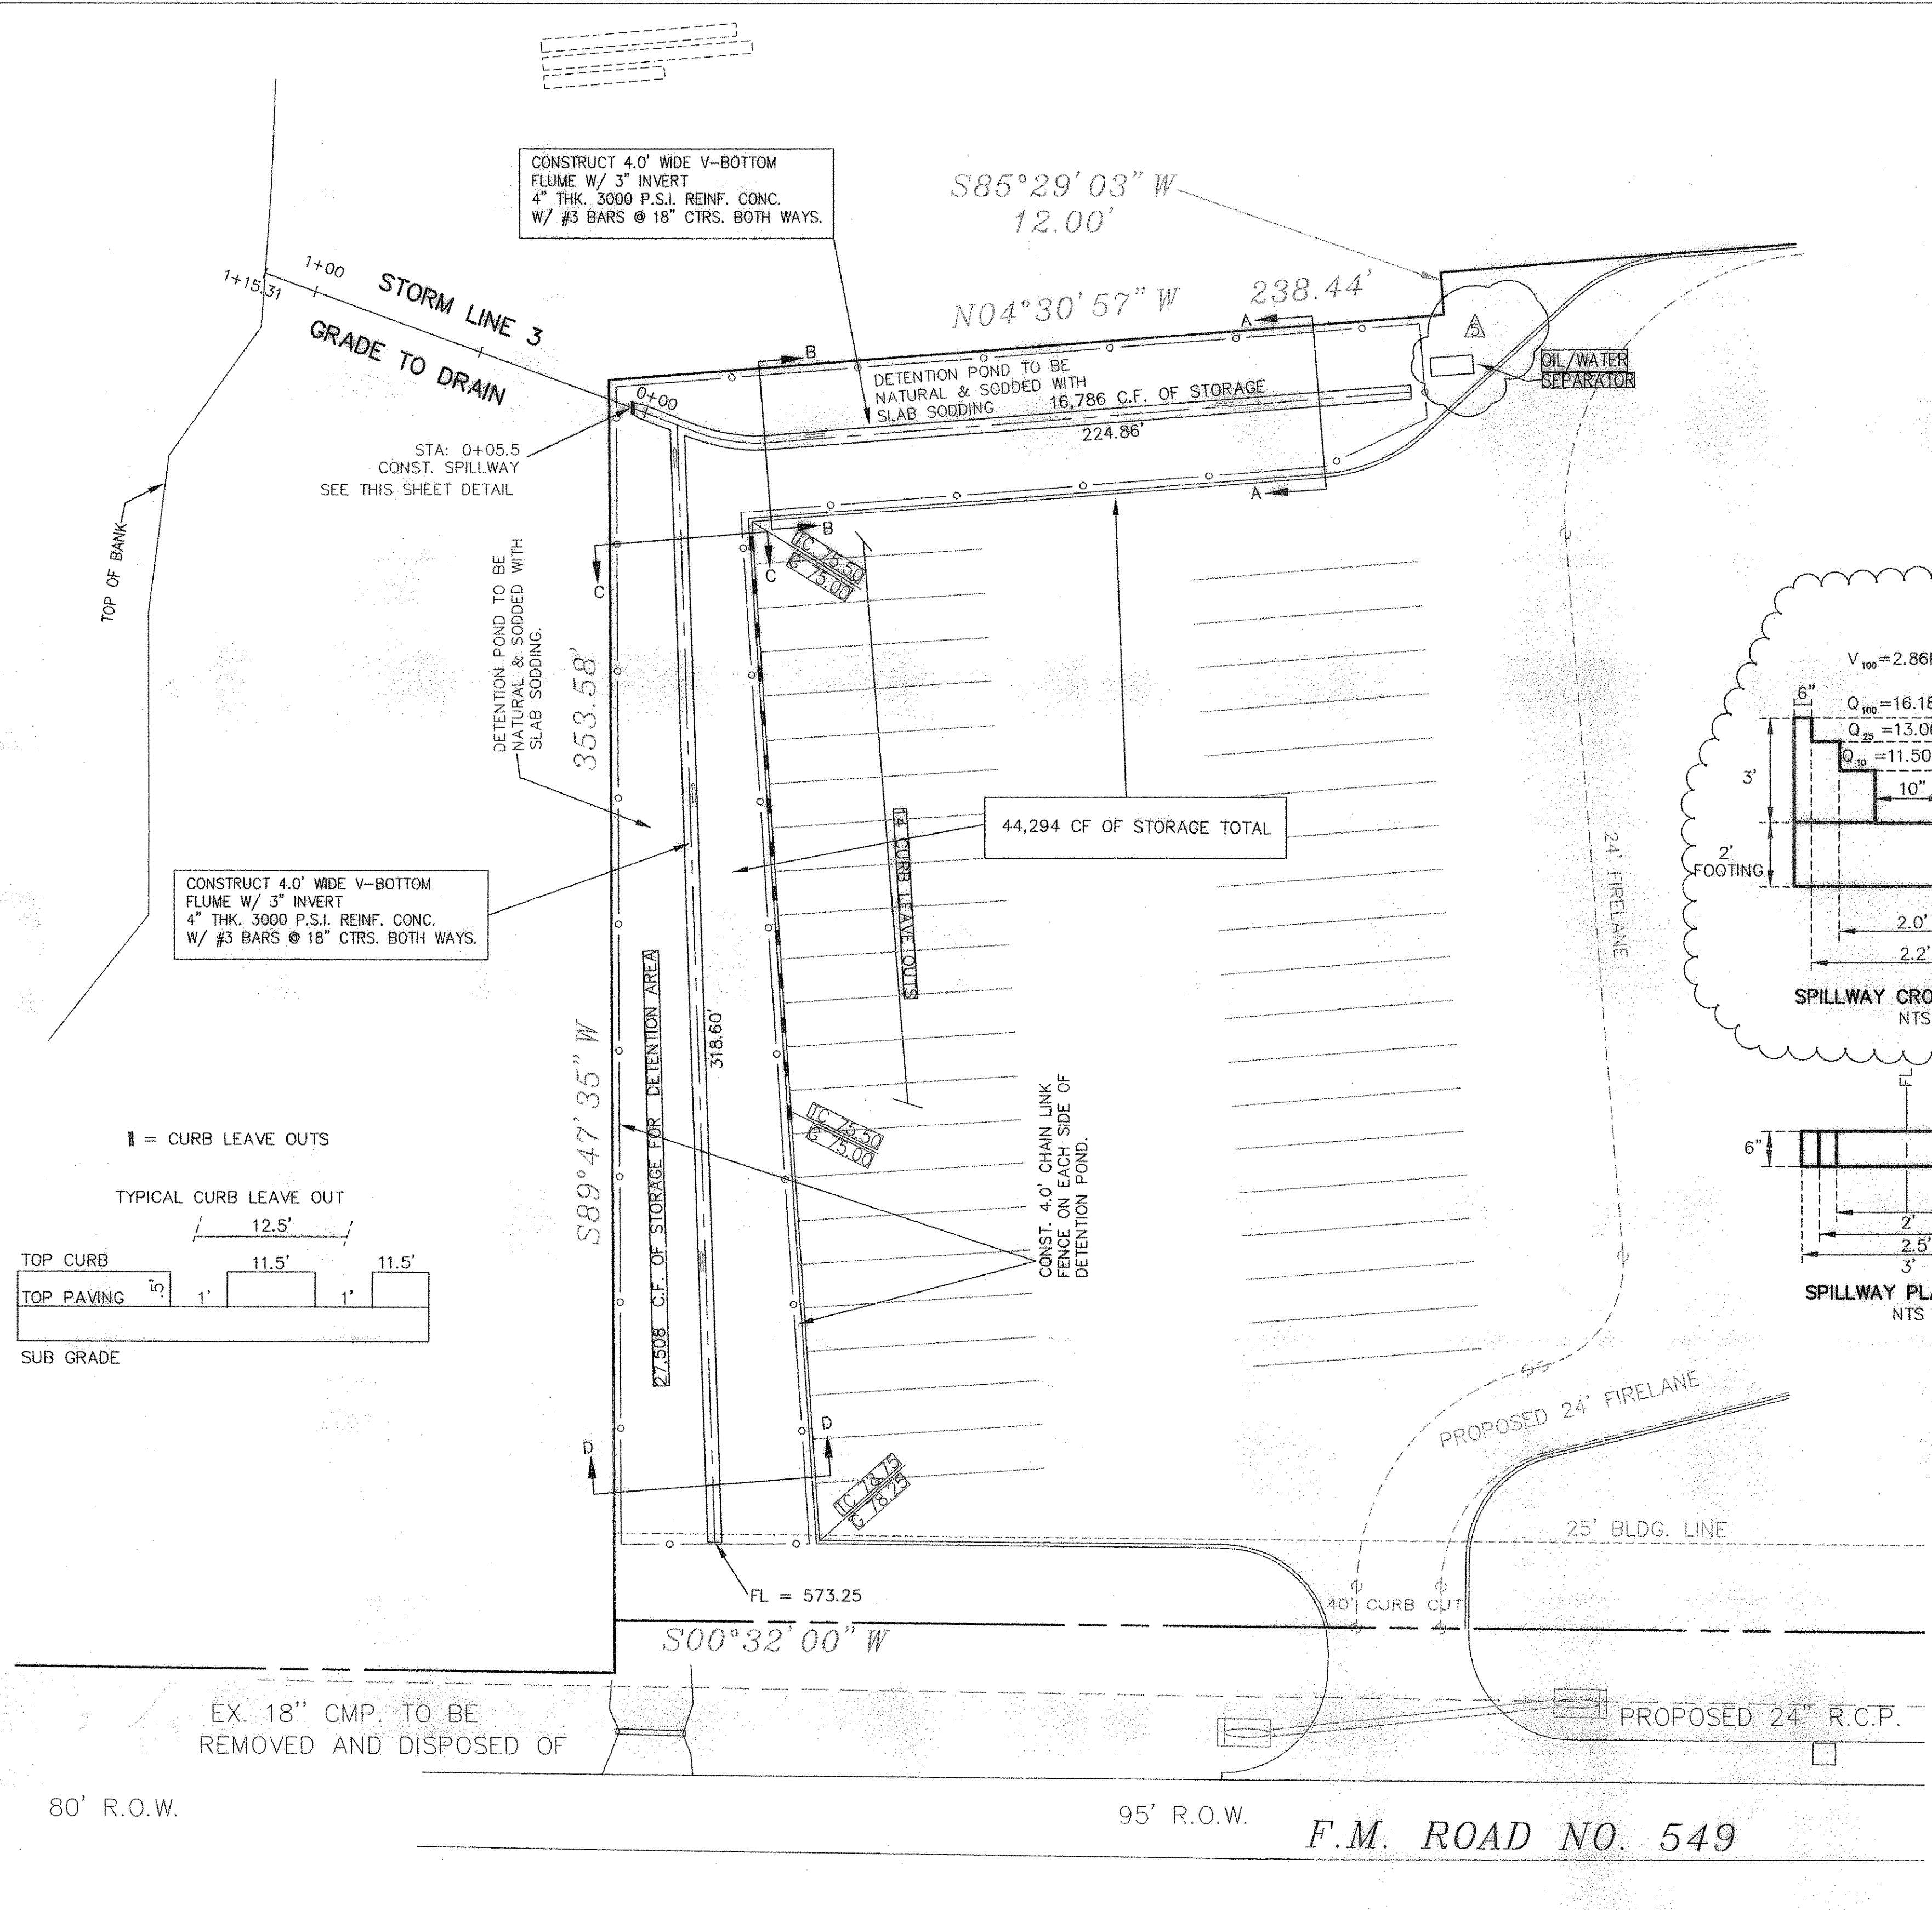 CONSTRUCT 4.0' WIDE V-BOTTOM
FLUME W/ 3" INVERT
4" THK. 3000 P.S.I. REINF. CONC.
W/ #3 BARS @ 18" CTRS. BOTH WAYS.
S85°29'03" W
12.00'
N04°30'57" W 238.44'
1+15.31
1+00
STORM LINE 3
GRADE TO DRAIN
0+00
STA: 0+05.5
CONST. SPILLWAY
SEE THIS SHEET DETAIL
B
A
DETENTION POND TO BE
NATURAL & SODDED WITH
SLAB SODDING.
16,786 C.F. OF STORAGE
224.86'
5
OIL/WATER
SEPARATOR
A
B
C
C
TC 75.50
G 75.00
TOP OF BANK
DETENTION POND TO BE
NATURAL & SODDED WITH
SLAB SODDING.
353.58'
S89°47'35" W
44,294 CF OF STORAGE TOTAL
14 CURB LEAVE OUTS
24' FIRELANE
CONSTRUCT 4.0' WIDE V-BOTTOM
FLUME W/ 3" INVERT
4" THK. 3000 P.S.I. REINF. CONC.
W/ #3 BARS @ 18" CTRS. BOTH WAYS.
27,508 C.F. OF STORAGE FOR DETENTION AREA
318.60'
TC 75.50
G 75.00
CONST. 4.0' CHAIN LINK
FENCE ON EACH SIDE OF
DETENTION POND.
V100=2.86
Q100=16.18
Q25=13.0
Q10=11.50
6"
3'
10"
2'
FOOTING
2.0'
2.2'
SPILLWAY CRO
NTS
FL
6"
2'
2.5'
3'
SPILLWAY PL
NTS
= CURB LEAVE OUTS
TYPICAL CURB LEAVE OUT
12.5'
TOP CURB
11.5'
11.5'
TOP PAVING
.5'
1'
1'
SUB GRADE
D
D
TC 78.75
G 78.25
PROPOSED 24' FIRELANE
25' BLDG. LINE
FL = 573.25
40' CURB CUT
S00°32'00" W
EX. 18" CMP. TO BE
REMOVED AND DISPOSED OF
PROPOSED 24" R.C.P.
80' R.O.W.
95' R.O.W.
F.M. ROAD NO. 549